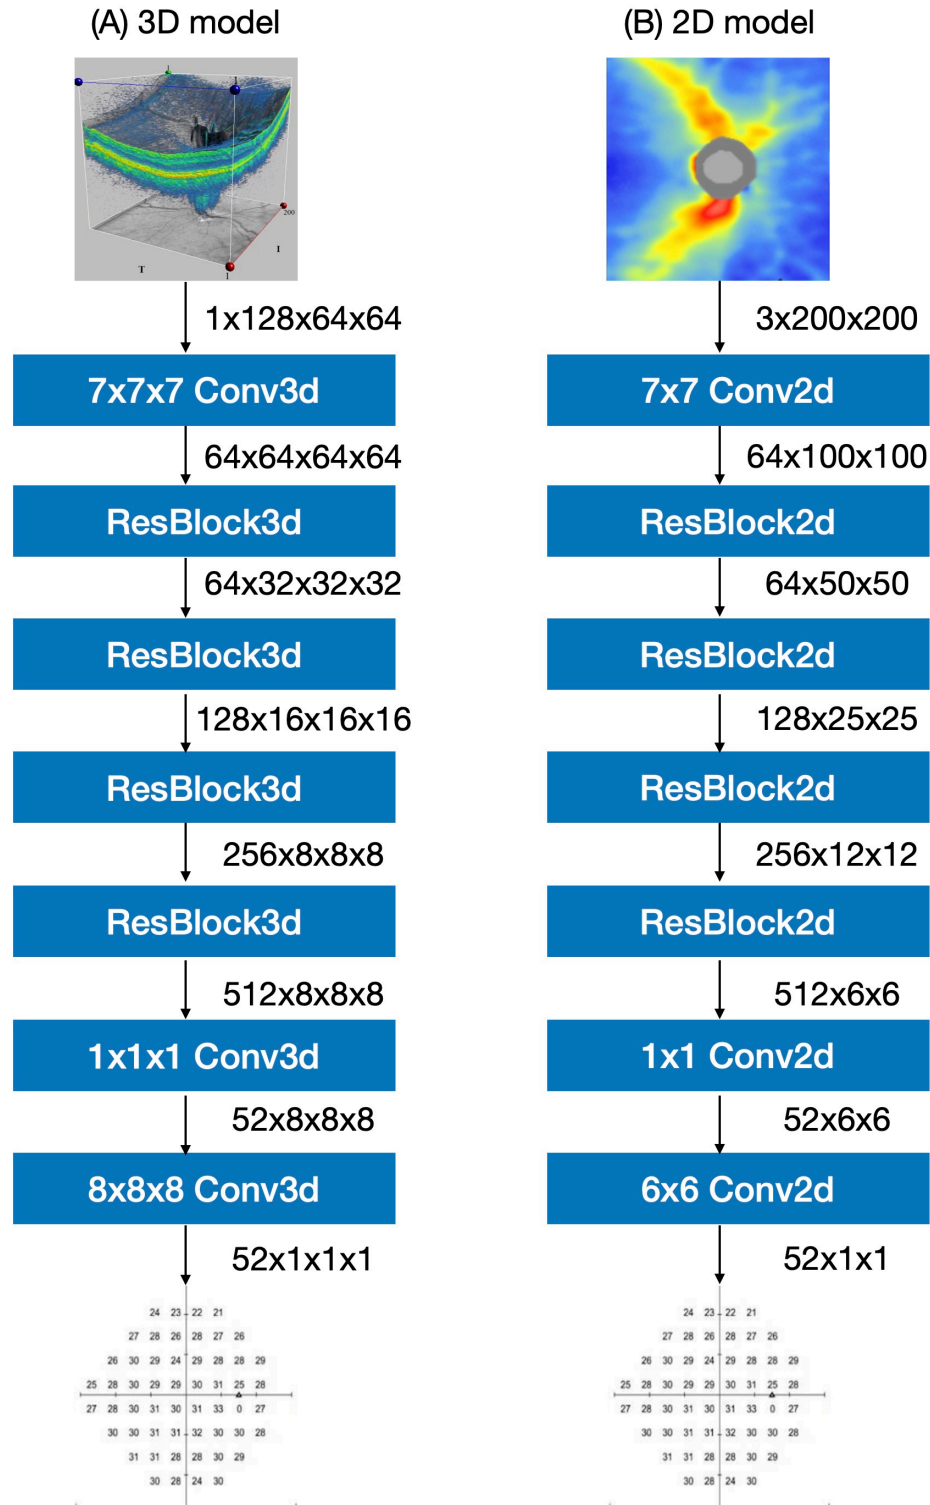 (A) 3D model
(B) 2D model
200
I
T
1
1x128x64x64
3x200x200
7x7x7 Conv3d
7x7 Conv2d
64x64x64x64
64x100x100
ResBlock3d
ResBlock2d
64x32x32x32
64x50x50
ResBlock3d
ResBlock2d
128x16x16x16
128x25x25
ResBlock3d
ResBlock2d
256x8x8x8
256x12x12
ResBlock3d
ResBlock2d
512x8x8x8
512x6x6
1x1x1 Conv3d
1x1 Conv2d
52x8x8x8
52x6x6
8x8x8 Conv3d
6x6 Conv2d
52x1x1x1
52x1x1
24 23 22 21
27 28 26 28 27 26
26 30 29 24 29 28 28 29
25 28 30 29 29 30 31 25 28
27 28 30 31 30 31 33 0 27
30 30 31 31 32 30 30 28
31 31 28 28 30 29
30 28 24 30
24 23 22 21
27 28 26 28 27 26
26 30 29 24 29 28 28 29
25 28 30 29 29 30 31 25 28
27 28 30 31 30 31 33 0 27
30 30 31 31 32 30 30 28
31 31 28 28 30 29
30 28 24 30